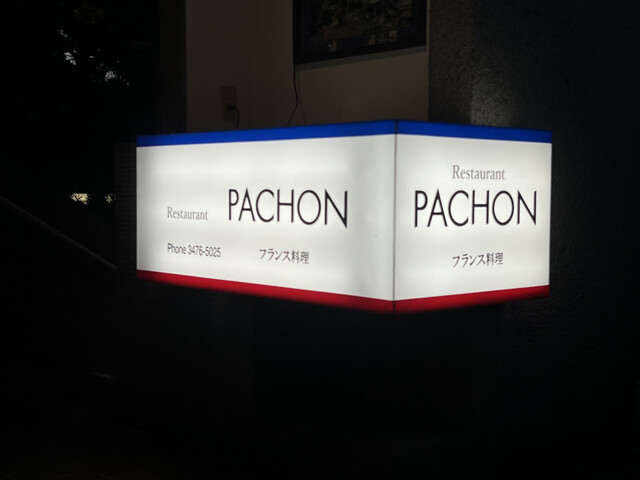 Restaurant PACHON
Phone 3476-5025 フランス料理
Restaurant
PACHON
フランス料理